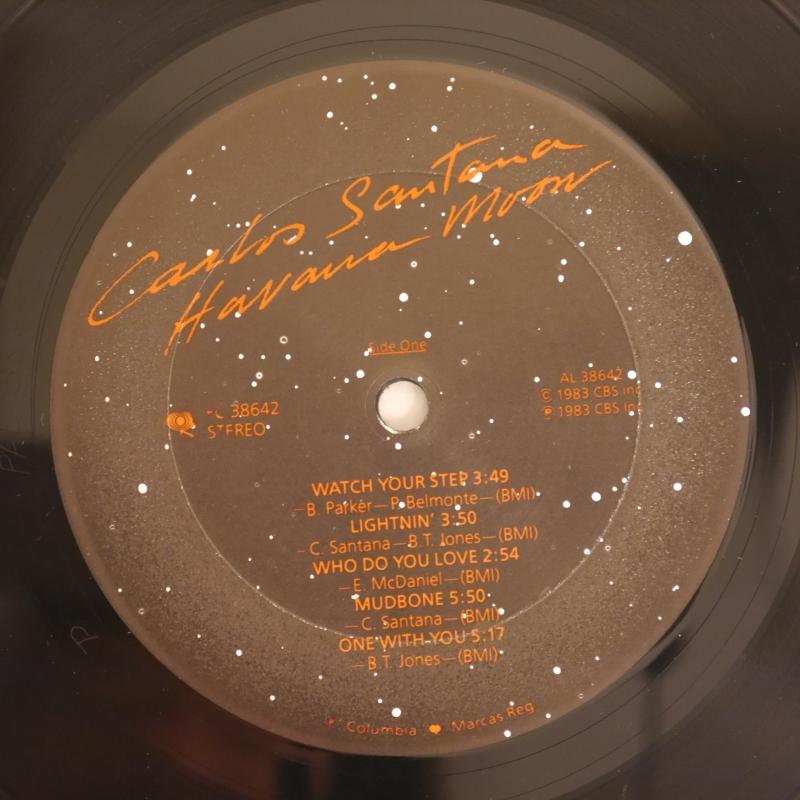 Carlos Santana
Havana Moon
Side One
38642
STEREO
AL 38642
© 1983 CBS Inc
℗ 1983 CBS In
WATCH YOUR STEP 3:49
—B. Parker—P. Belmonte—(BMI)
LIGHTNIN' 3:50
—C. Santana—B.T. Jones—(BMI)
WHO DO YOU LOVE 2:54
—E. McDaniel—(BMI)
MUDBONE 5:50
—C. Santana—(BMI)
ONE WITH YOU 5:17
—B.T. Jones—(BMI)
Columbia Marcas Reg